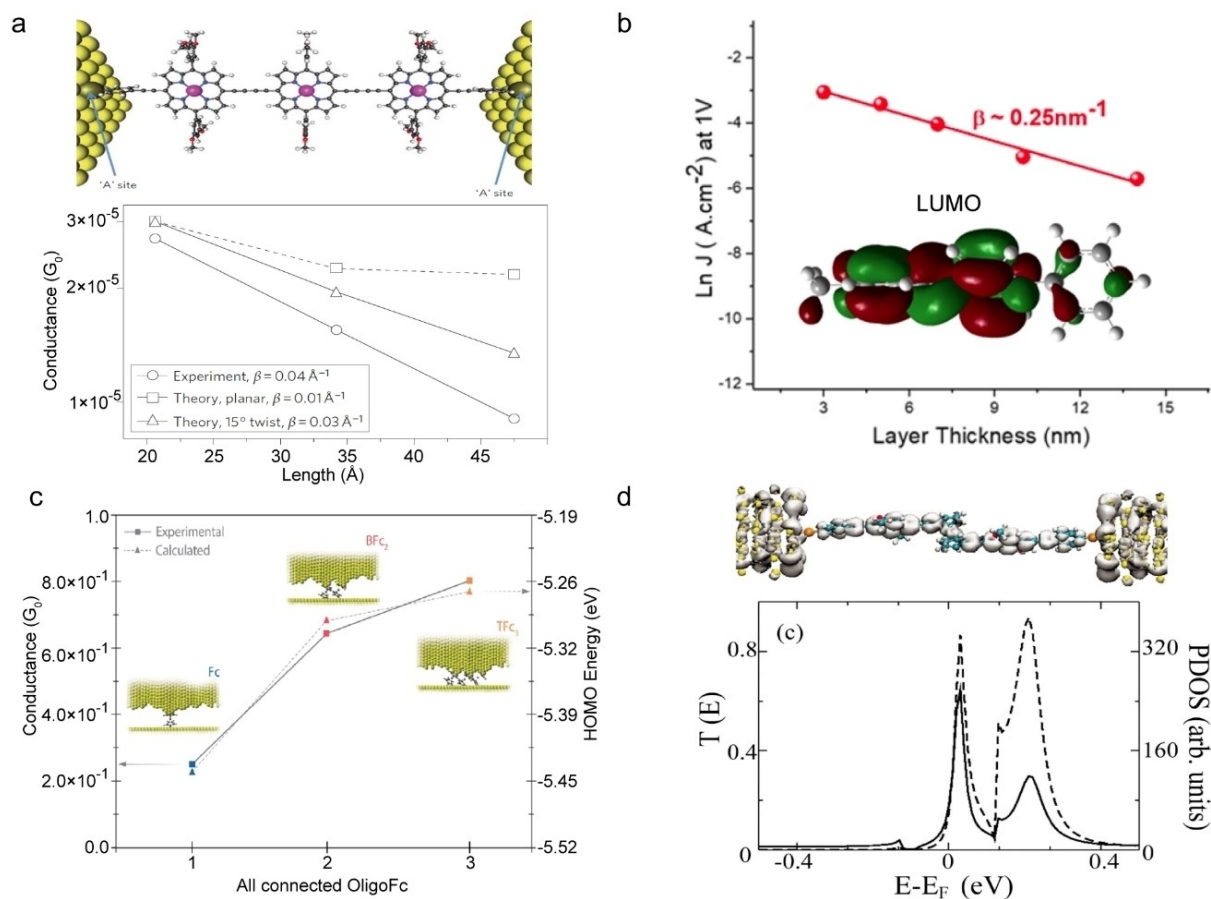 a
'A' site
'A' site
3×10⁻⁵
2×10⁻⁵
1×10⁻⁵
Conductance (G₀)
Experiment, β = 0.04 Å⁻¹
Theory, planar, β = 0.01 Å⁻¹
Theory, 15° twist, β = 0.03 Å⁻¹
20 25 30 35 40 45
Length (Å)
b
-2
-4
-6
-8
-10
-12
Ln J ( A.cm⁻²) at 1V
β ~ 0.25nm⁻¹
LUMO
3 6 9 12 15
Layer Thickness (nm)
c
1.0
8.0×10⁻¹
6.0×10⁻¹
4.0×10⁻¹
2.0×10⁻¹
0.0
Conductance (G₀)
Experimental
Calculated
Fc
BFc₂
TFc₃
-5.19
-5.26
-5.32
-5.39
-5.45
-5.52
HOMO Energy (eV)
1 2 3
All connected OligoFc
d
(c)
0.8
0.4
0
T (E)
320
160
0
PDOS (arb. units)
-0.4 0 0.4
E-E_F (eV)